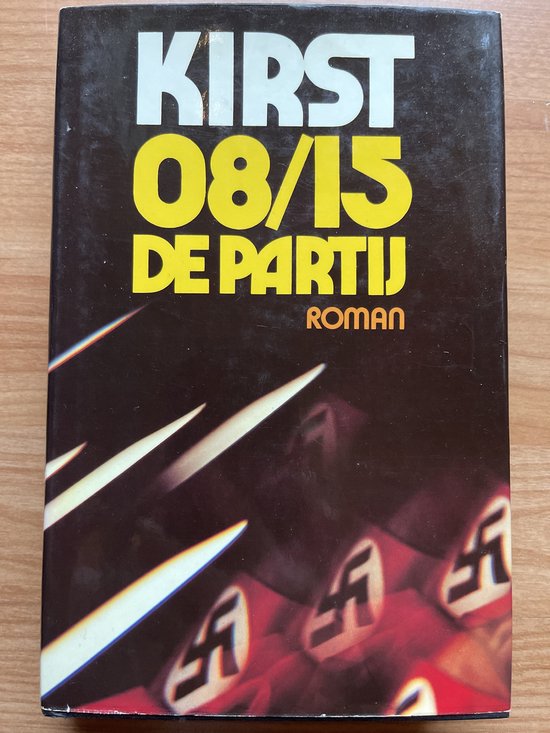 KIRST
08/15
DE PARTIJ
ROMAN